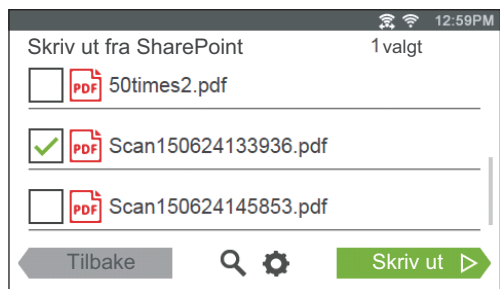 12:59PM
Skriv ut fra SharePoint 1 valgt
PDF 50times2.pdf
PDF Scan150624133936.pdf
PDF Scan150624145853.pdf
Tilbake Skriv ut